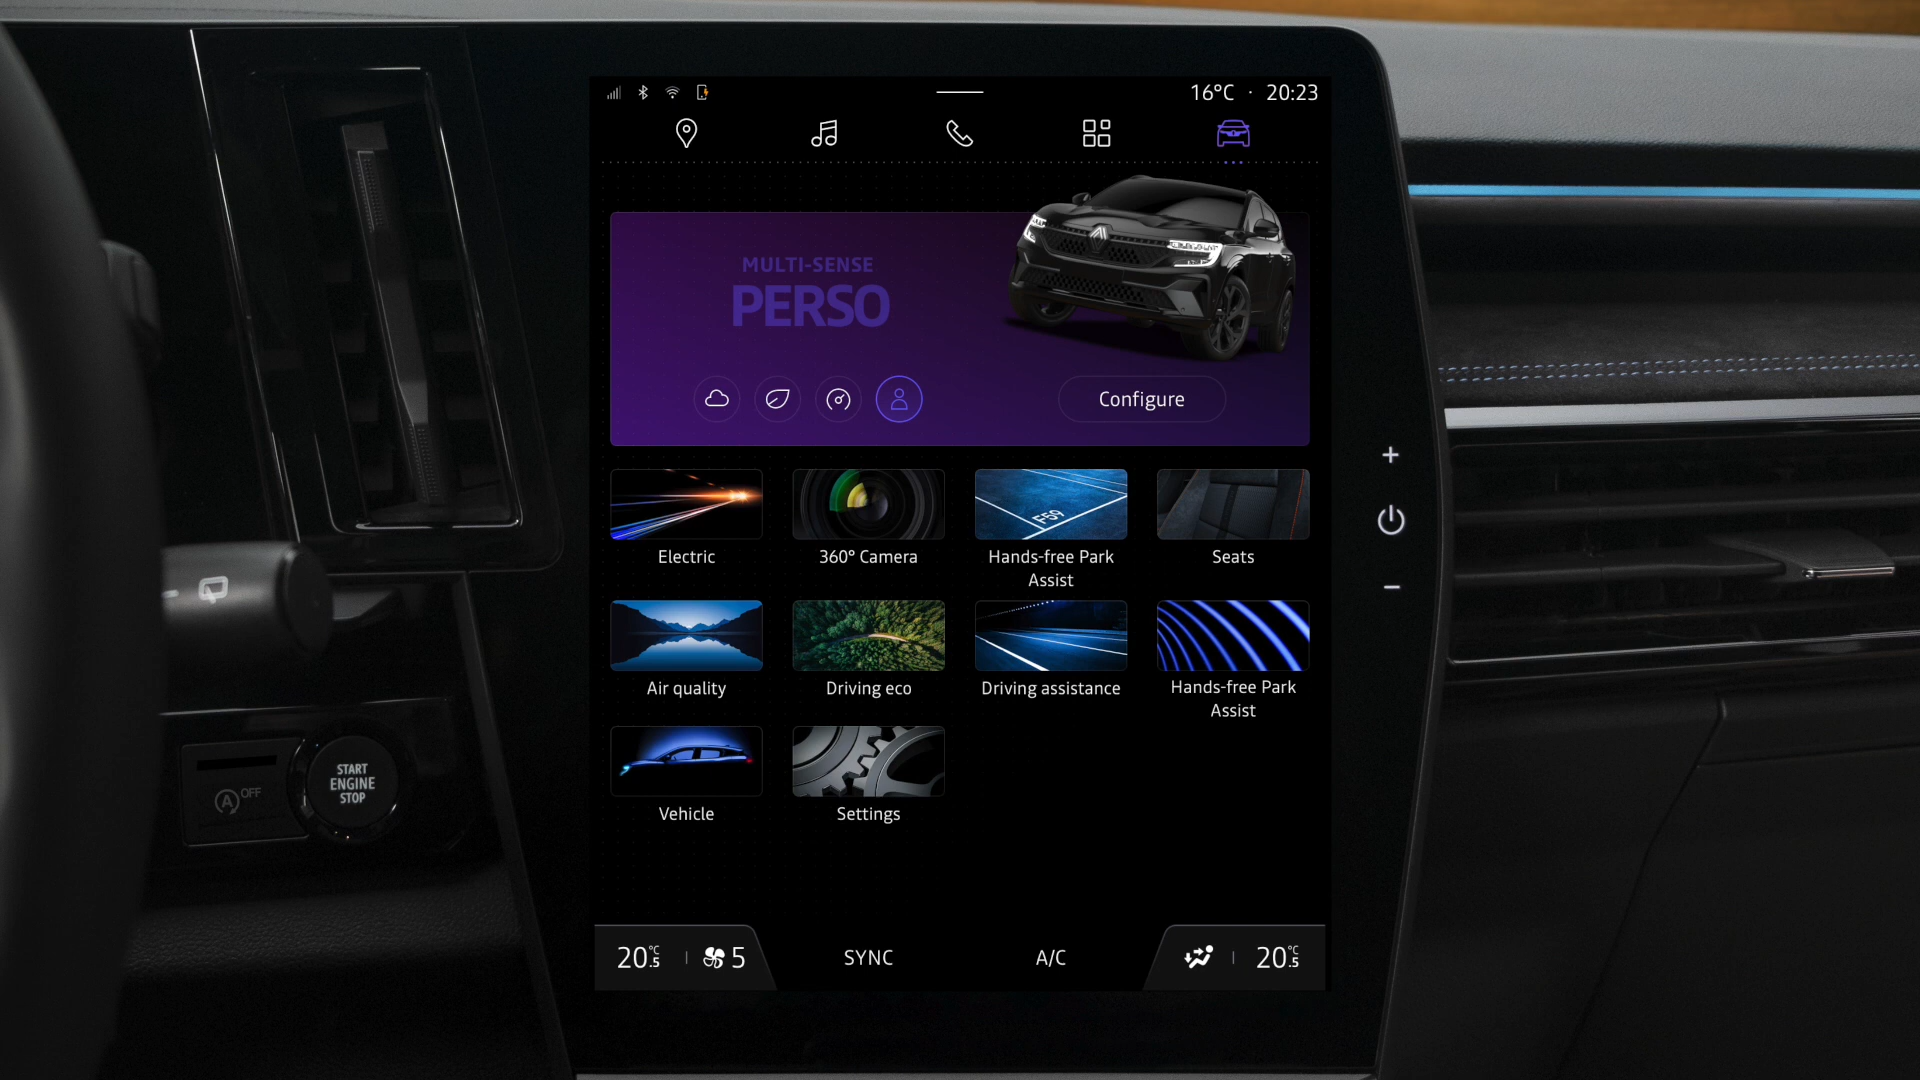 16°C · 20:23
MULTI-SENSE
PERSO
Configure
F59
Electric
360° Camera
Hands-free Park
Assist
Seats
Air quality
Driving eco
Driving assistance
Hands-free Park
Assist
Vehicle
Settings
20.5°C
5
SYNC
A/C
20.5°C
A OFF
START
ENGINE
STOP